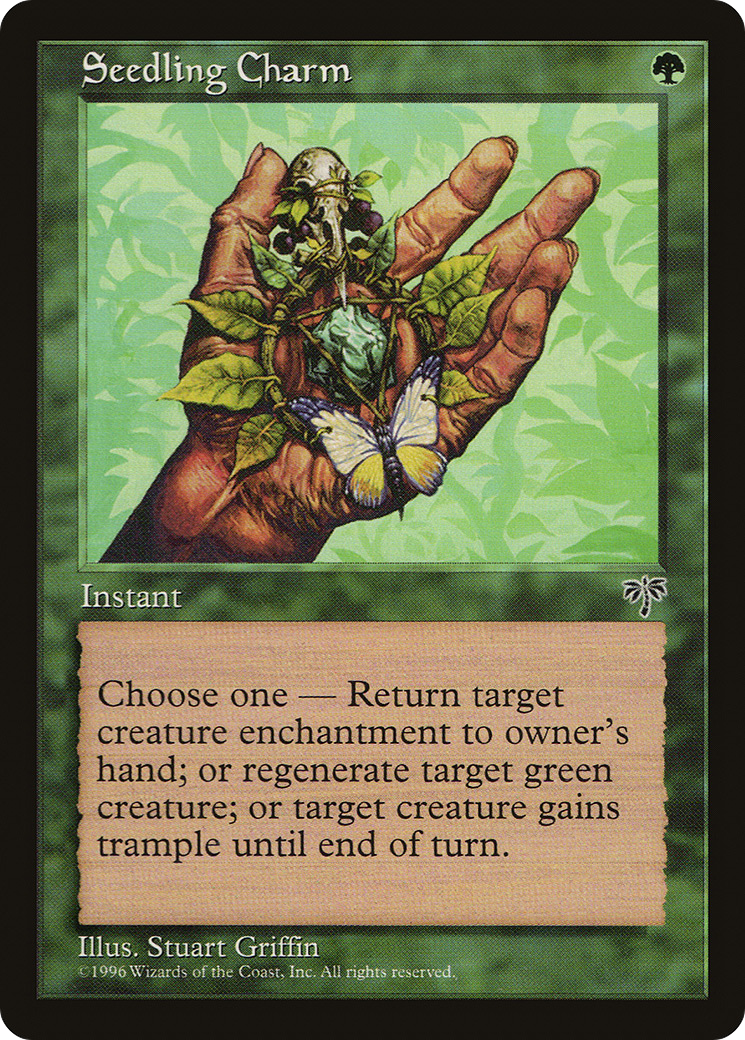 Seedling Charm
Instant
Choose one — Return target
creature enchantment to owner's
hand; or regenerate target green
creature; or target creature gains
trample until end of turn.
Illus. Stuart Griffin
©1996 Wizards of the Coast, Inc. All rights reserved.